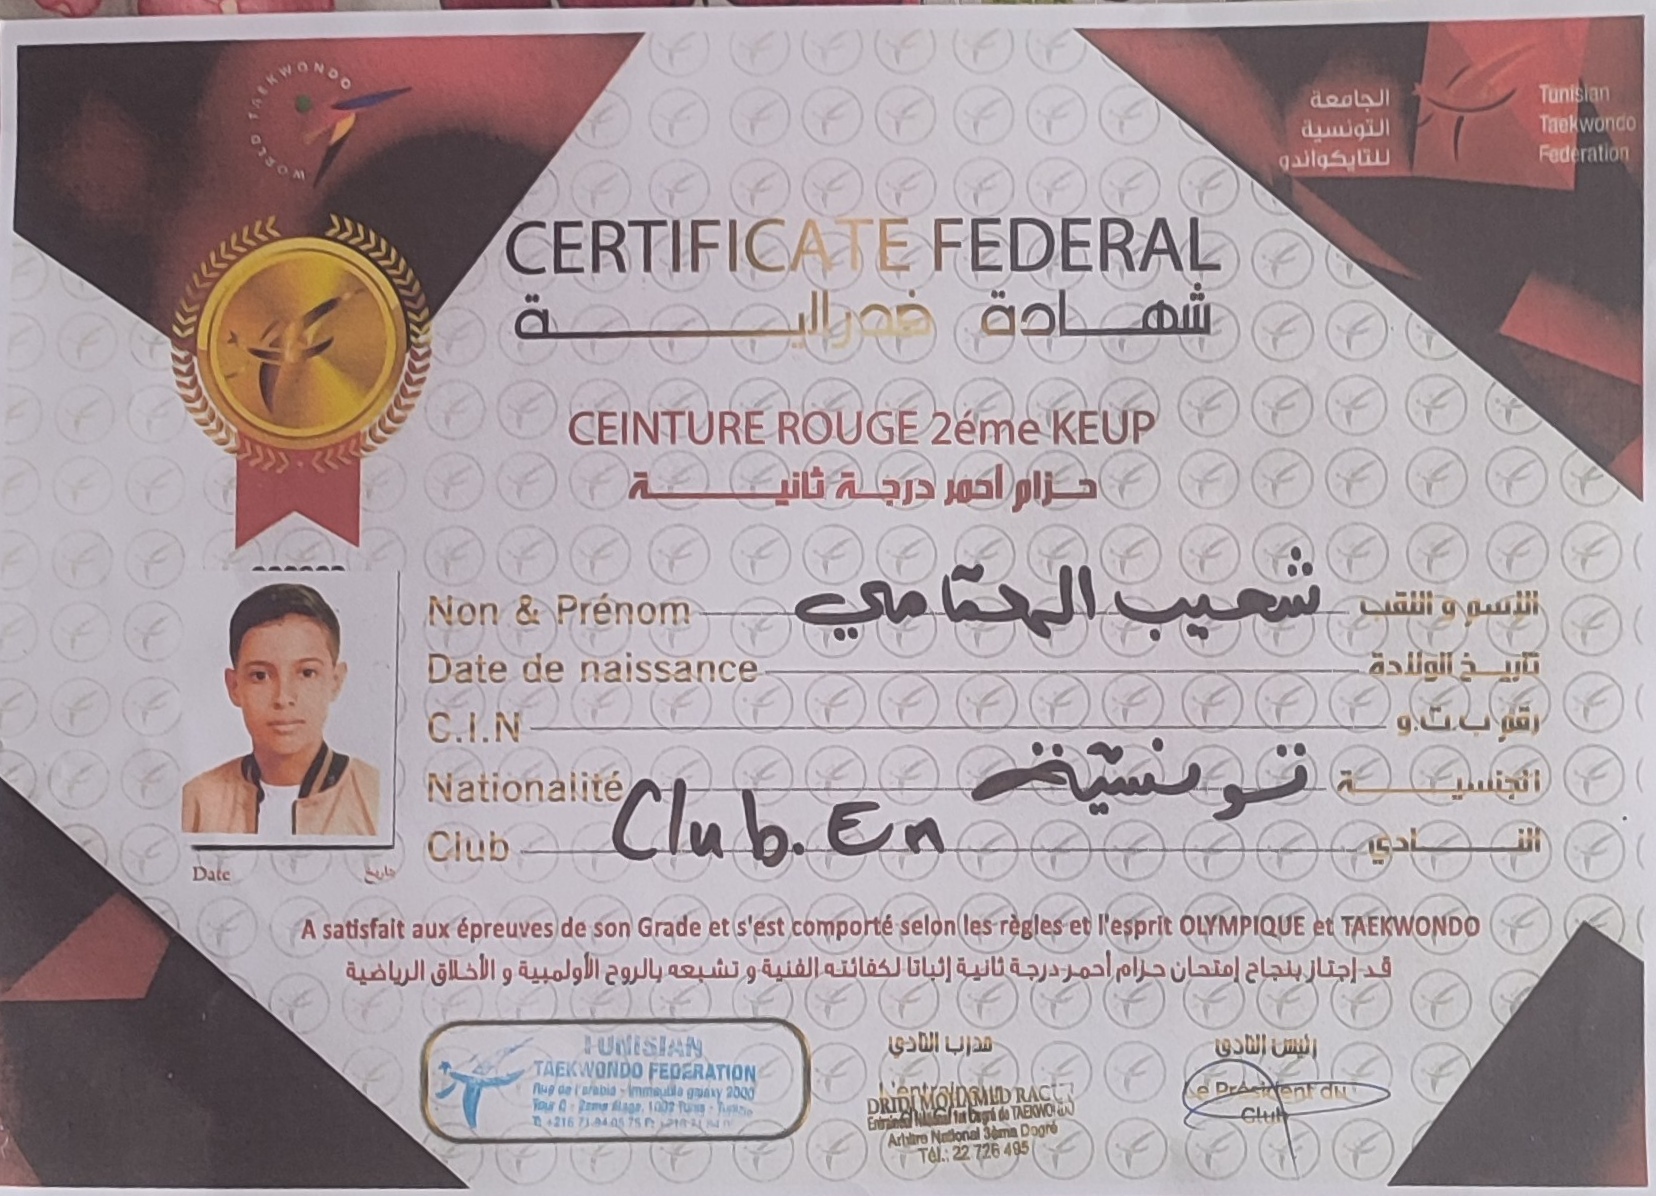 WORLD TAEKWONDO
الجامعة
التونسية
للتايكواندو
Tunisian
Taekwondo
Federation
CERTIFICATE FEDERAL
شهادة فدرالية
CEINTURE ROUGE 2éme KEUP
حزام أحمر درجة ثانية
Non & Prénom شعيب الهمامي الإسم و اللقب
Date de naissance تاريخ الولادة
C.I.N رقم ب.ت.و
Nationalité تونسيّة الجنسية
Club Club. En النادي
Date تاريخ
A satisfait aux épreuves de son Grade et s'est comporté selon les règles et l'esprit OLYMPIQUE et TAEKWONDO
قد إجتاز بنجاح إمتحان حزام أحمر درجة ثانية إثباتا لكفائته الفنية و تشبعه بالروح الأولمبية و الأخلاق الرياضية
TUNISIAN
TAEKWONDO FEDERATION
مدرب النادي
L'entraineur
DRIDI MOHAMED
Arbitre National 3éme Degré
Tél.: 22 726 495
رئيس النادي
Le Président du
Club